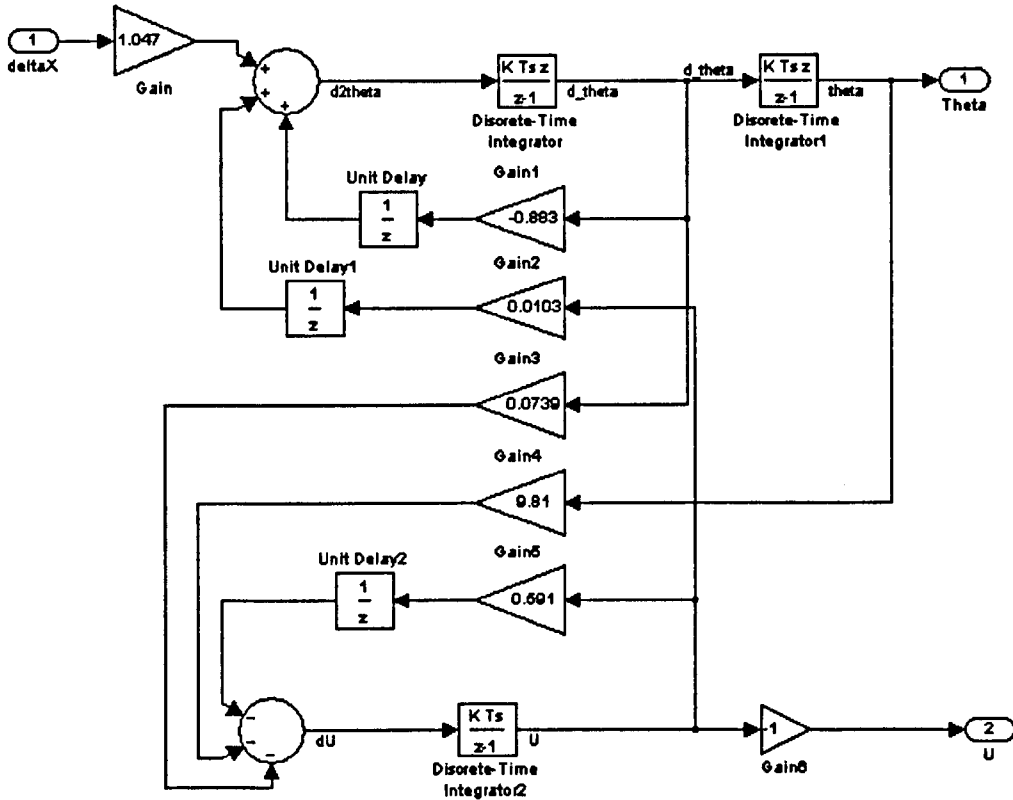 1
deltaX
1.047
Gain
+
+
+
d2theta
K Ts z
z-1
d_theta
Discrete-Time
Integrator
d_theta
K Ts z
z-1
theta
Discrete-Time
Integrator1
1
Theta
Unit Delay
1
z
Gain1
-0.883
Unit Delay1
1
z
Gain2
0.0103
Gain3
0.0739
Gain4
9.81
Unit Delay2
1
z
Gain5
0.591
-
-
-
dU
K Ts
z-1
U
Discrete-Time
Integrator2
-1
Gain6
2
U